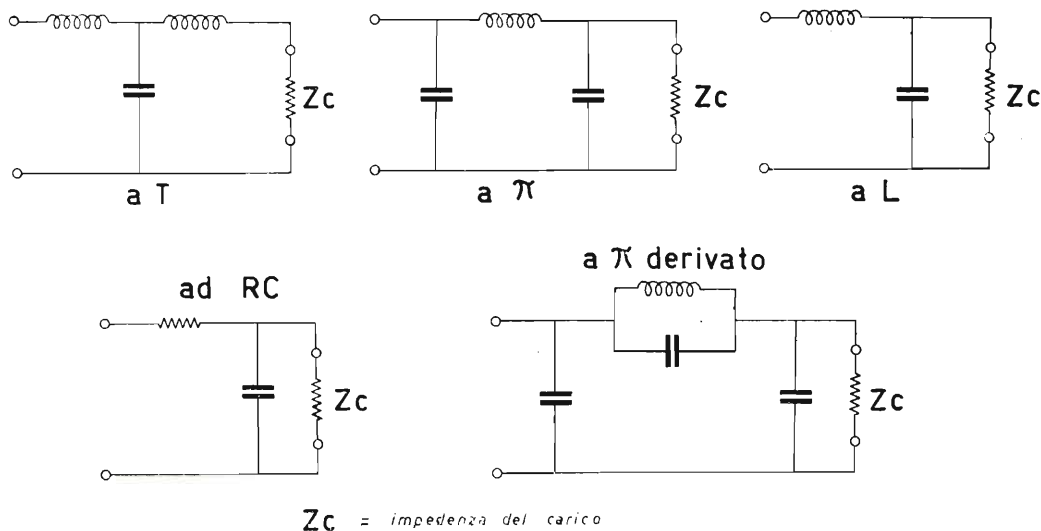 Zc
Zc
Zc
a T
a π
a L
a π derivato
ad RC
Zc
Zc
Zc = impedenza del carico